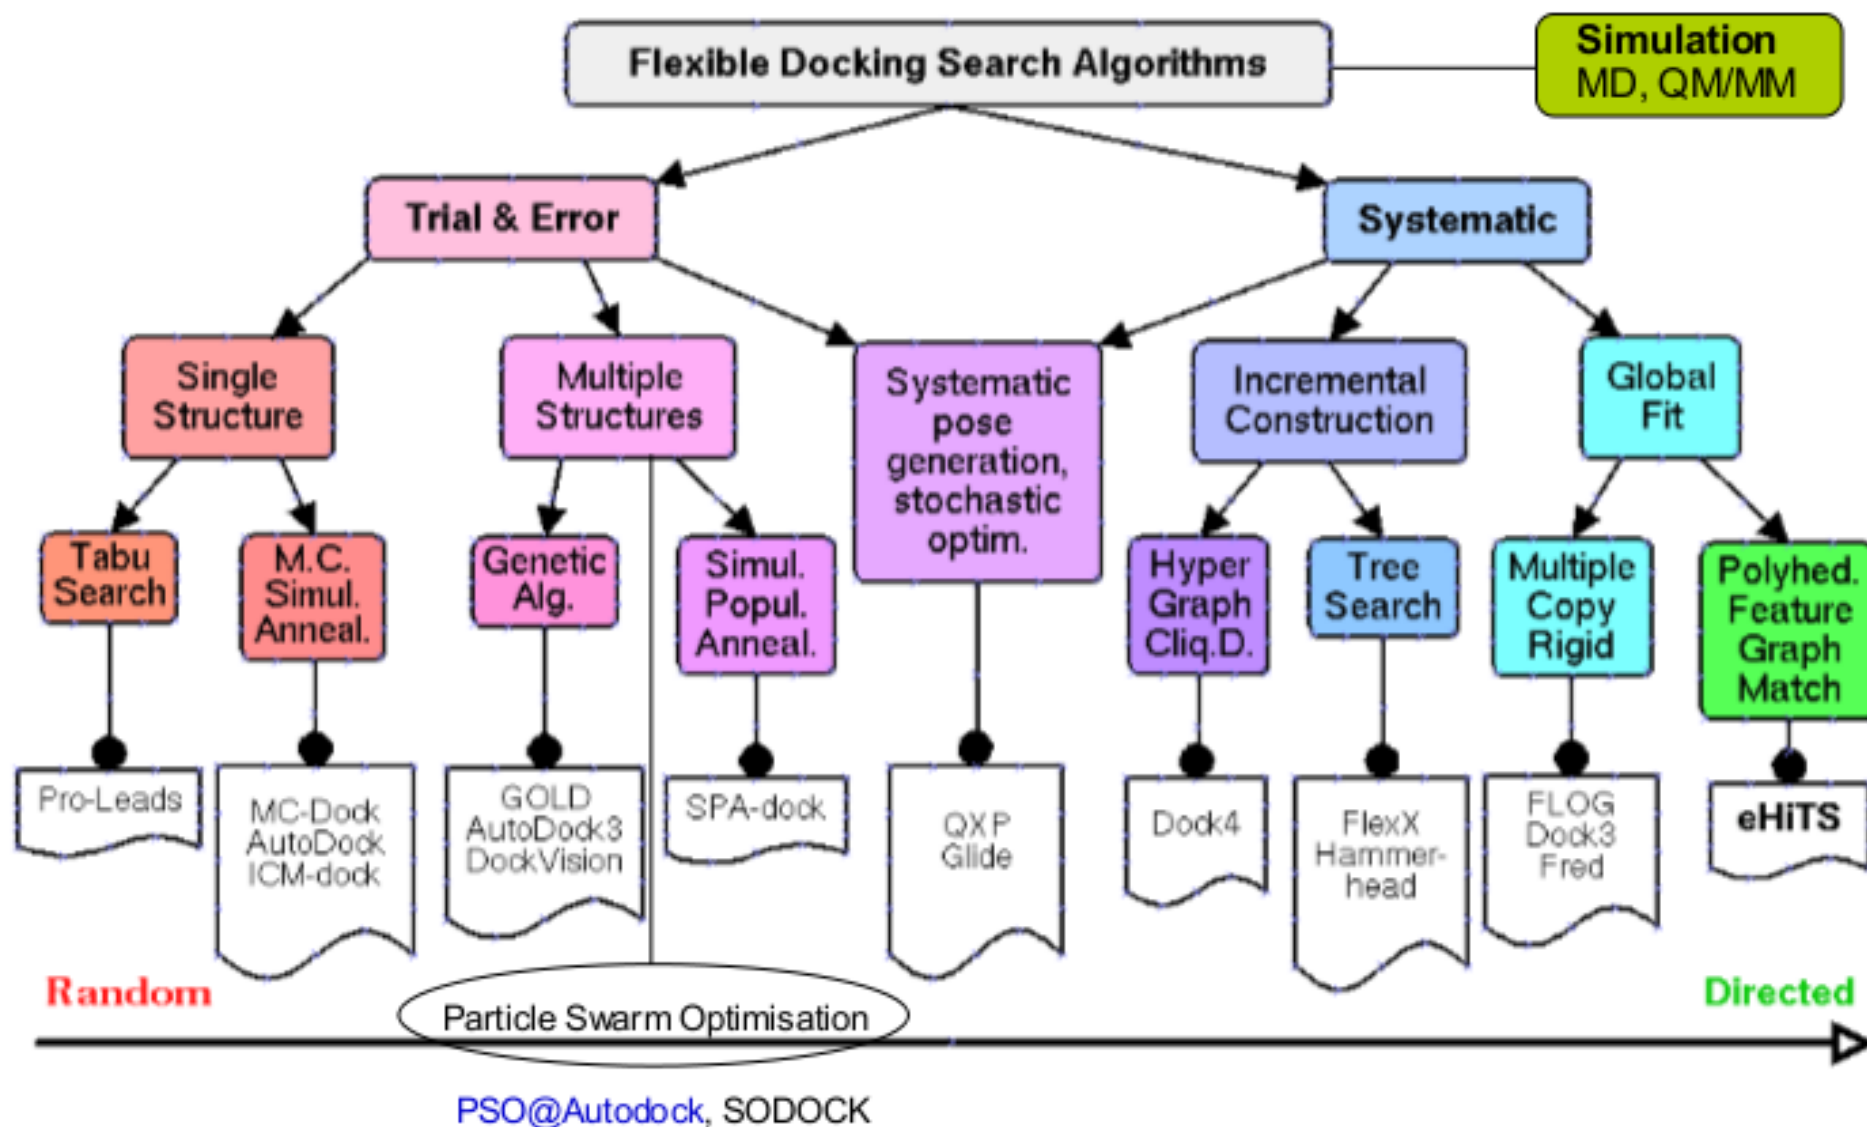 Flexible Docking Search Algorithms
Simulation
MD, QM/MM
Trial & Error
Systematic
Single
Structure
Multiple
Structures
Systematic
pose
generation,
stochastic
optim.
Incremental
Construction
Global
Fit
Tabu
Search
M.C.
Simul.
Anneal.
Genetic
Alg.
Simul.
Popul.
Anneal.
Hyper
Graph
Cliq.D.
Tree
Search
Multiple
Copy
Rigid
Polyhed.
Feature
Graph
Match
Pro-Leads
MC-Dock
AutoDock
ICM-dock
GOLD
AutoDock3
DockVision
SPA-dock
QXP
Glide
Dock4
FlexX
Hammer-
head
FLOG
Dock3
Fred
eHiTS
Random
Directed
Particle Swarm Optimisation
PSO@Autodock, SODOCK